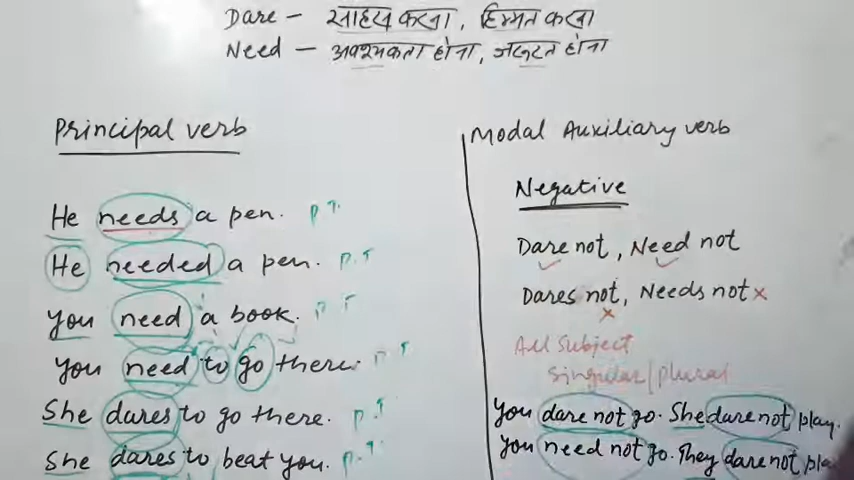 Dare - साहस करना, हिम्मत करना
Need - अवश्यकता होना, जरूरत होना
Principal verb
He needs a pen. P.T.
He needed a pen. P.T
You need a book. P T
You need to go there. P T
She dares to go there. P.T
She dares to beat you. P.T.
Modal Auxiliary verb
Negative
Dare not, Need not
Dares not, Needs not x
x
All Subject
Singular/plural
You dare not go. She dare not play.
You need not go. They dare not pla